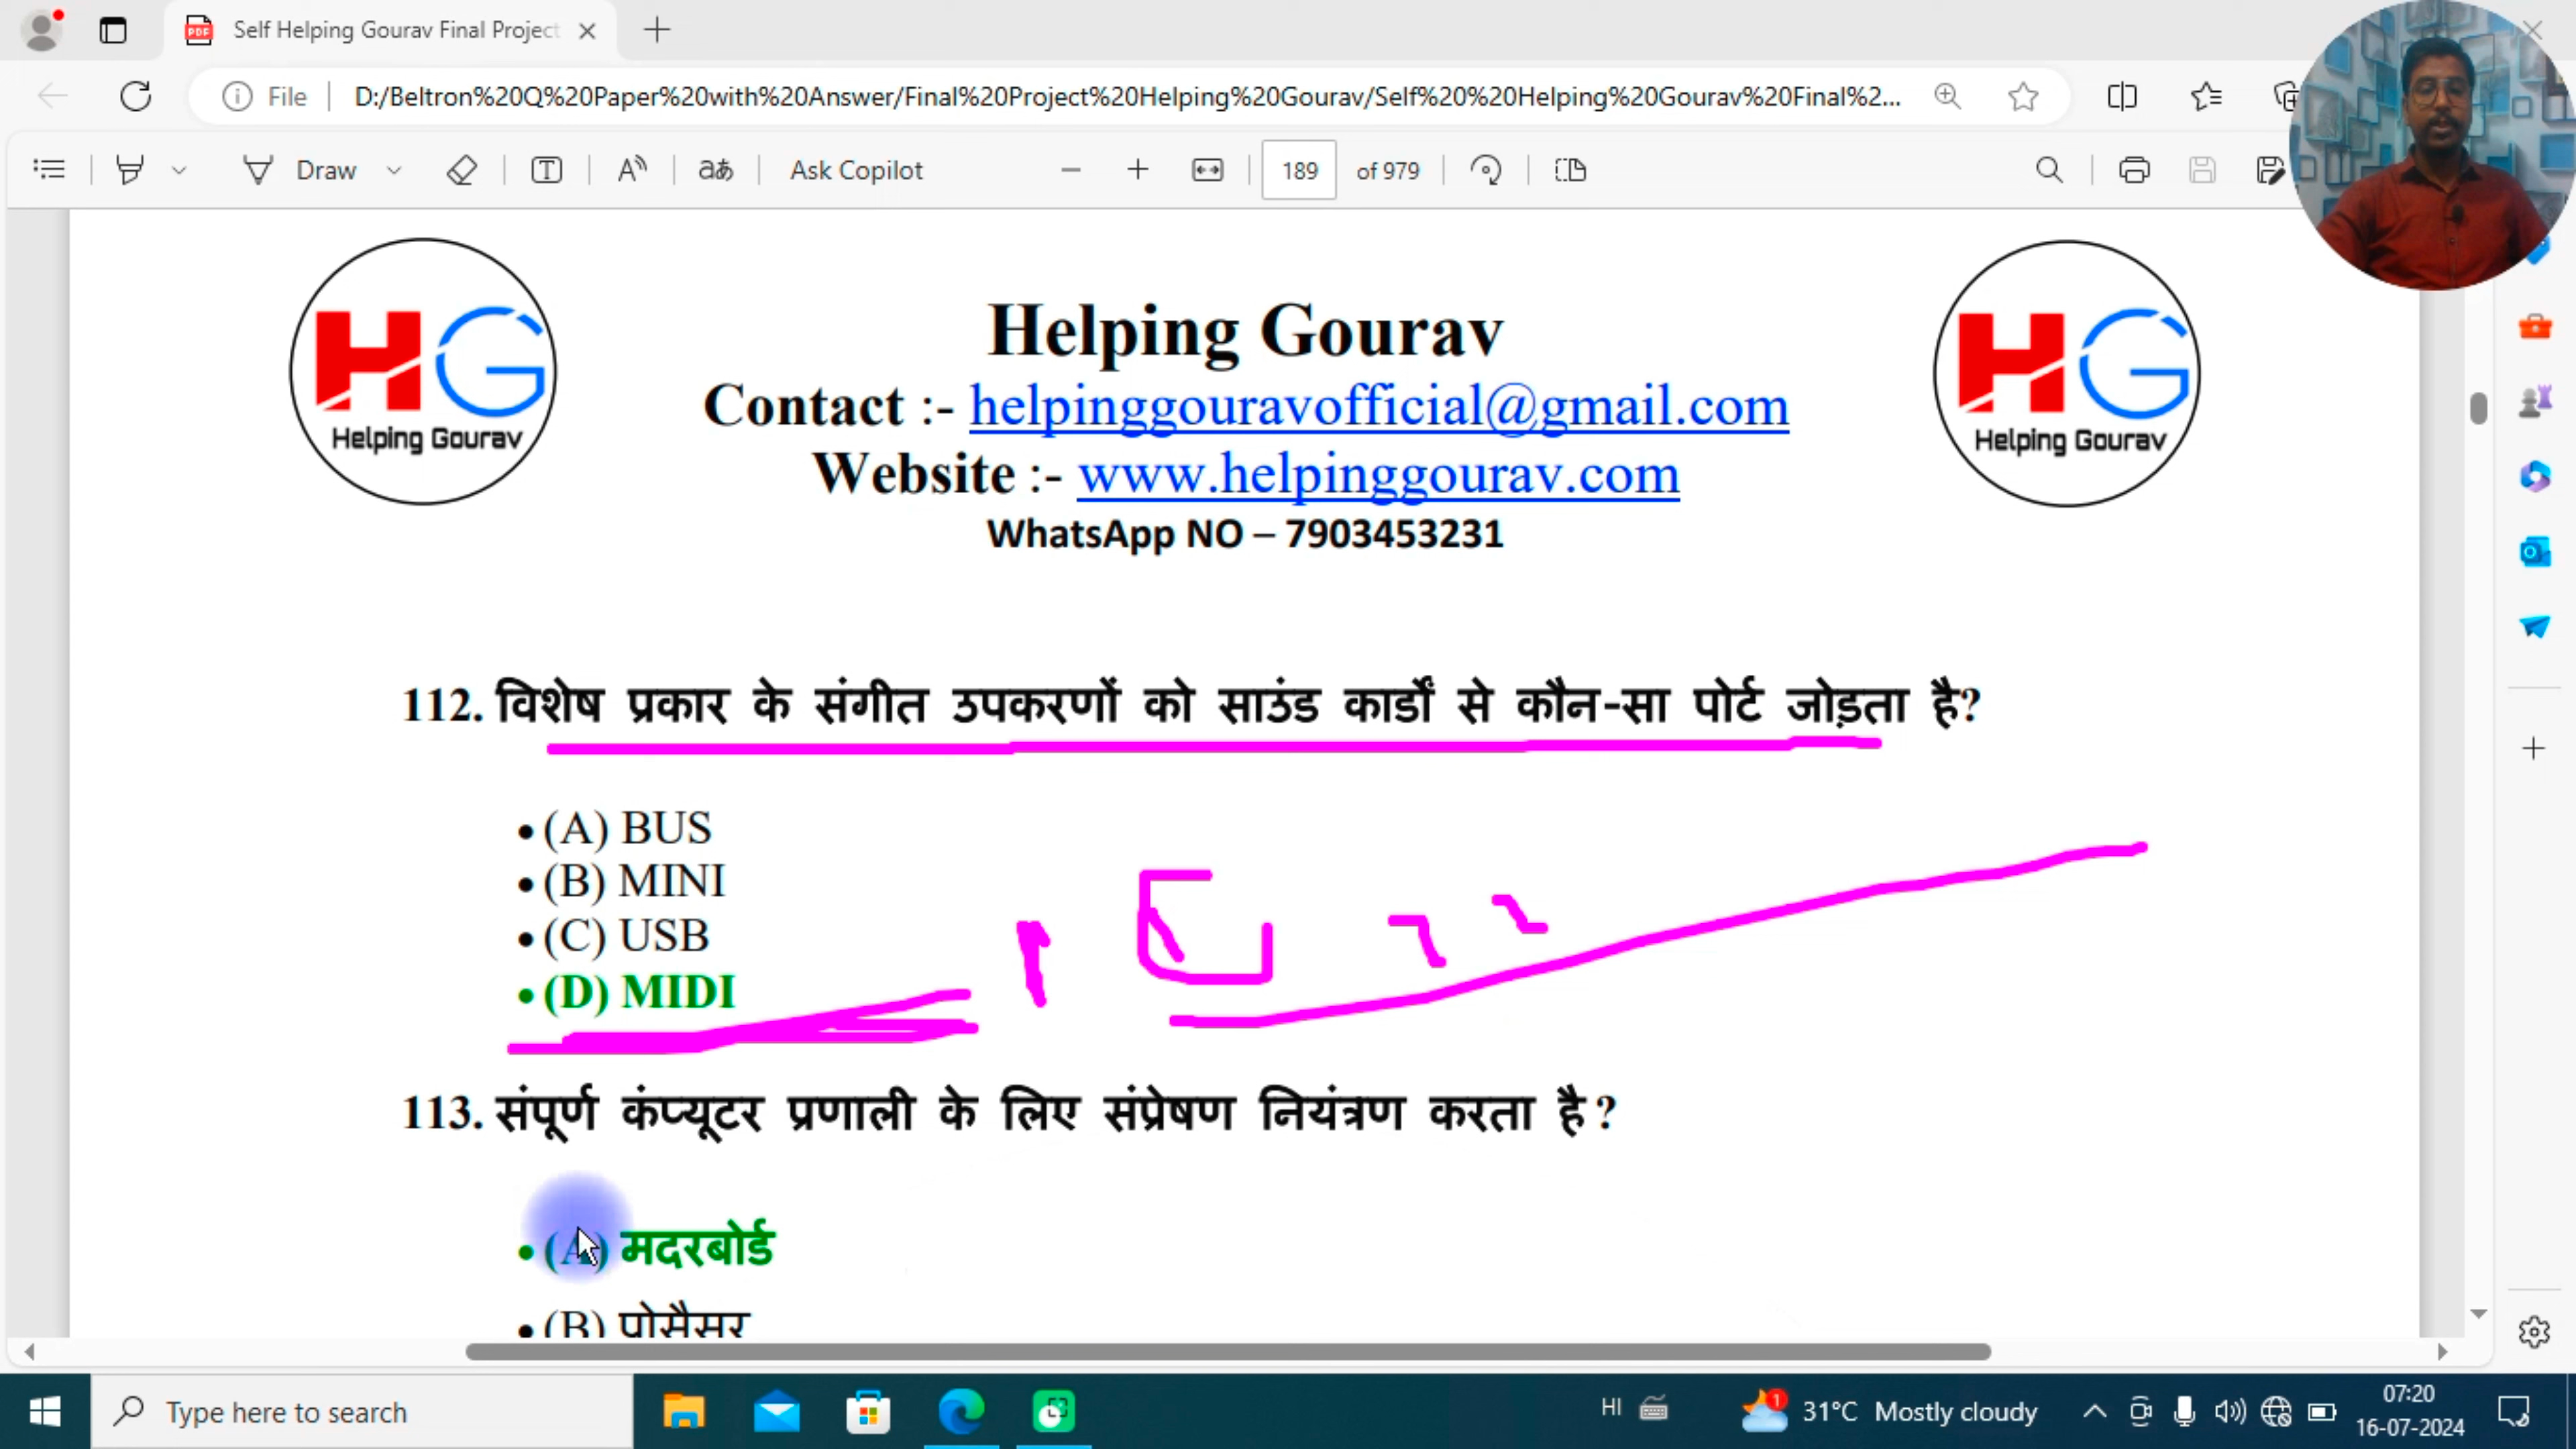 Self Helping Gourav Final Project
File
D:/Beltron%20Q%20Paper%20with%20Answer/Final%20Project%20Helping%20Gourav/Self%20%20Helping%20Gourav%20Final%2...
Draw
Ask Copilot
189 of 979
HG
Helping Gourav
HG
Helping Gourav
Helping Gourav
Contact :- helpinggouravofficial@gmail.com
Website :- www.helpinggourav.com
WhatsApp NO – 7903453231
112. विशेष प्रकार के संगीत उपकरणों को साउंड कार्डों से कौन-सा पोर्ट जोड़ता है?
• (A) BUS
• (B) MINI
• (C) USB
• (D) MIDI
113. संपूर्ण कंप्यूटर प्रणाली के लिए संप्रेषण नियंत्रण करता है?
• (A) मदरबोर्ड
• (B) प्रोसैसर
Type here to search
HI
31°C Mostly cloudy
07:20
16-07-2024